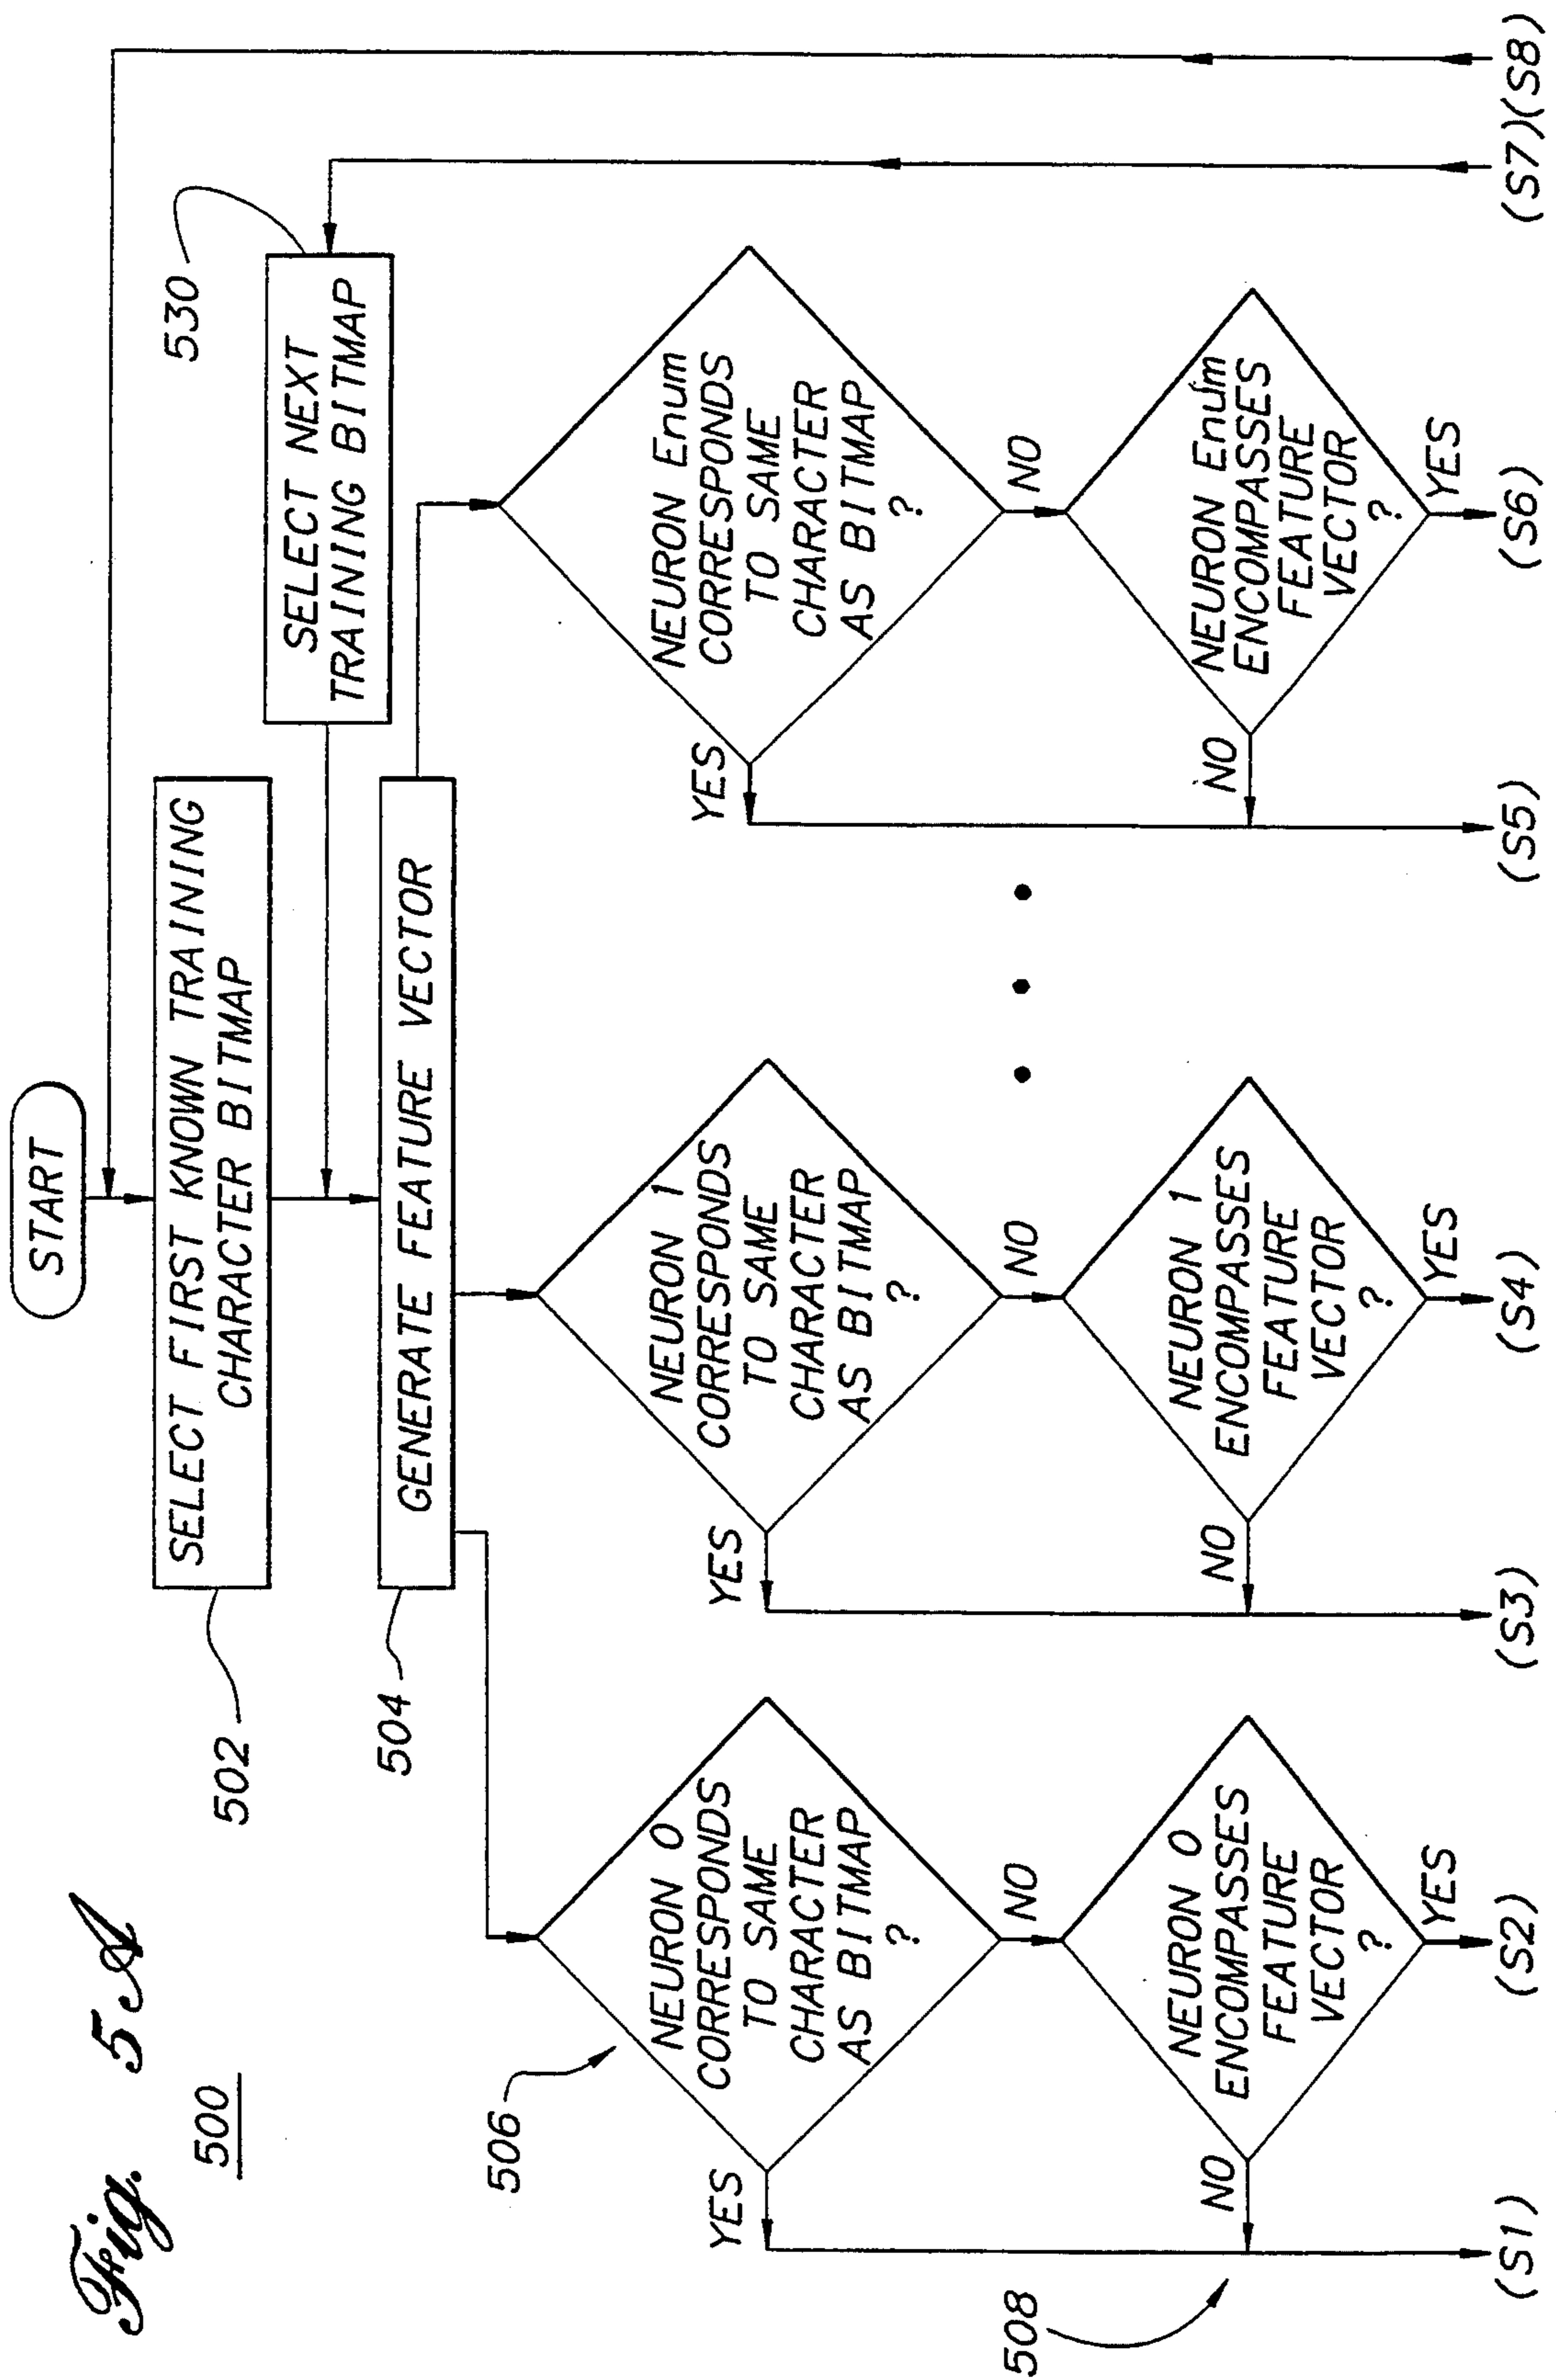 Fig. 5A
500
START
SELECT FIRST KNOWN TRAINING
CHARACTER BITMAP
502
SELECT NEXT
TRAINING BITMAP
530
GENERATE FEATURE VECTOR
504
506
NEURON 0
CORRESPONDS
TO SAME
CHARACTER
AS BITMAP
?
YES
NO
NEURON 0
ENCOMPASSES
FEATURE
VECTOR
?
NO
YES
508
NEURON 1
CORRESPONDS
TO SAME
CHARACTER
AS BITMAP
?
YES
NO
NEURON 1
ENCOMPASSES
FEATURE
VECTOR
?
NO
YES
NEURON Enum
CORRESPONDS
TO SAME
CHARACTER
AS BITMAP
?
YES
NO
NEURON Enum
ENCOMPASSES
FEATURE
VECTOR
?
NO
YES
(S1)
(S2)
(S3)
(S4)
(S5)
(S6)
(S7)(S8)